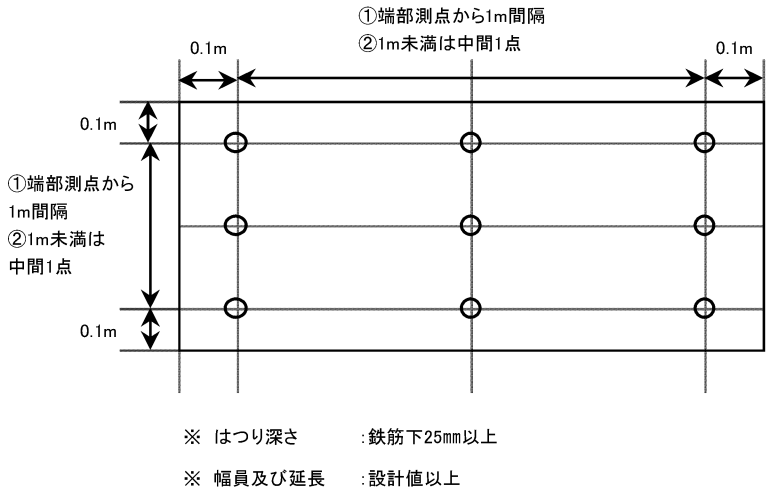 ①端部測点から1m間隔
②1m未満は中間1点
0.1m
0.1m
0.1m
①端部測点から
1m間隔
②1m未満は
中間1点
0.1m
※ はつり深さ :鉄筋下25㎜以上
※ 幅員及び延長 :設計値以上